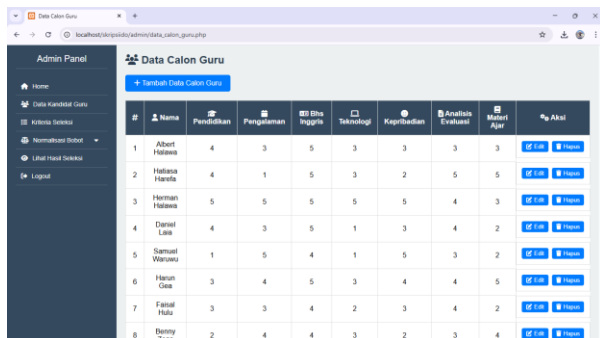 Data Calon Guru
localhost/skripsiido/admin/data_calon_guru.php
Admin Panel
Home
Data Kandidat Guru
Kriteria Seleksi
Normalisasi Bobot
Lihat Hasil Seleksi
Logout
Data Calon Guru
+ Tambah Data Calon Guru
# Nama Pendidikan Pengalaman Bhs Inggris Teknologi Kepribadian Analisis Evaluasi Materi Ajar Aksi
1 Albert Halawa 4 3 5 3 3 3 3 Edit Hapus
2 Hatiasa Harefa 4 1 5 3 2 5 5 Edit Hapus
3 Herman Halawa 5 5 5 5 5 4 3 Edit Hapus
4 Daniel Laia 4 3 5 1 3 4 2 Edit Hapus
5 Samuel Waruwu 1 5 4 1 5 3 2 Edit Hapus
6 Harun Gea 3 4 5 3 4 4 5 Edit Hapus
7 Faisal Hulu 3 3 4 2 3 4 2 Edit Hapus
8 Benny 2 4 4 3 2 3 4 Edit Hapus